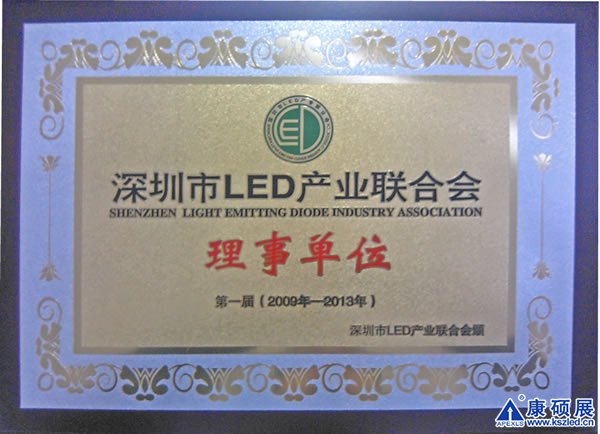 深圳市LED产业联合会
SHENZHEN LIGHT EMITTING DIODE INDUSTRY ASSOCIATION
理事单位
第一届（2009年—2013年）
深圳市LED产业联合会颁
APEXLS
康硕展
www.kszled.cn